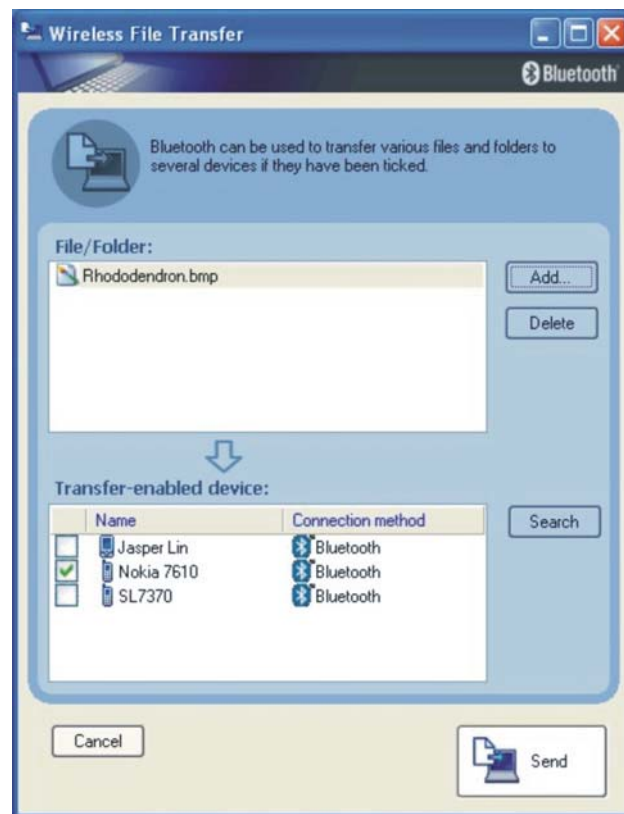 Wireless File Transfer
Bluetooth
Bluetooth can be used to transfer various files and folders to
several devices if they have been ticked.
File/Folder:
Rhododendron.bmp
Add...
Delete
Transfer-enabled device:
Name Connection method
Search
Jasper Lin Bluetooth
Nokia 7610 Bluetooth
SL7370 Bluetooth
Cancel
Send